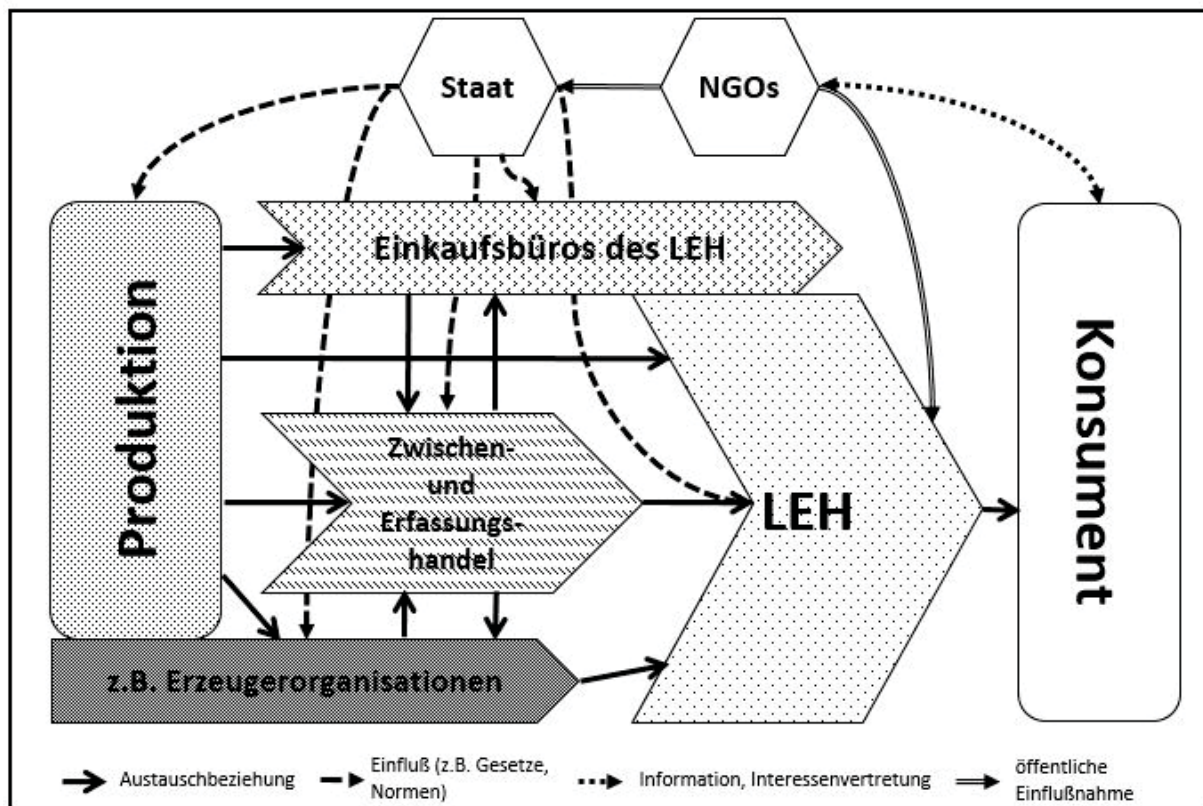 Staat
NGOs
Einkaufsbüros des LEH
Produktion
Zwischen-
und
Erfassungs-
handel
LEH
Konsument
z.B. Erzeugerorganisationen
Austauschbeziehung
Einfluß (z.B. Gesetze,
Normen)
Information, Interessenvertretung
öffentliche
Einflußnahme